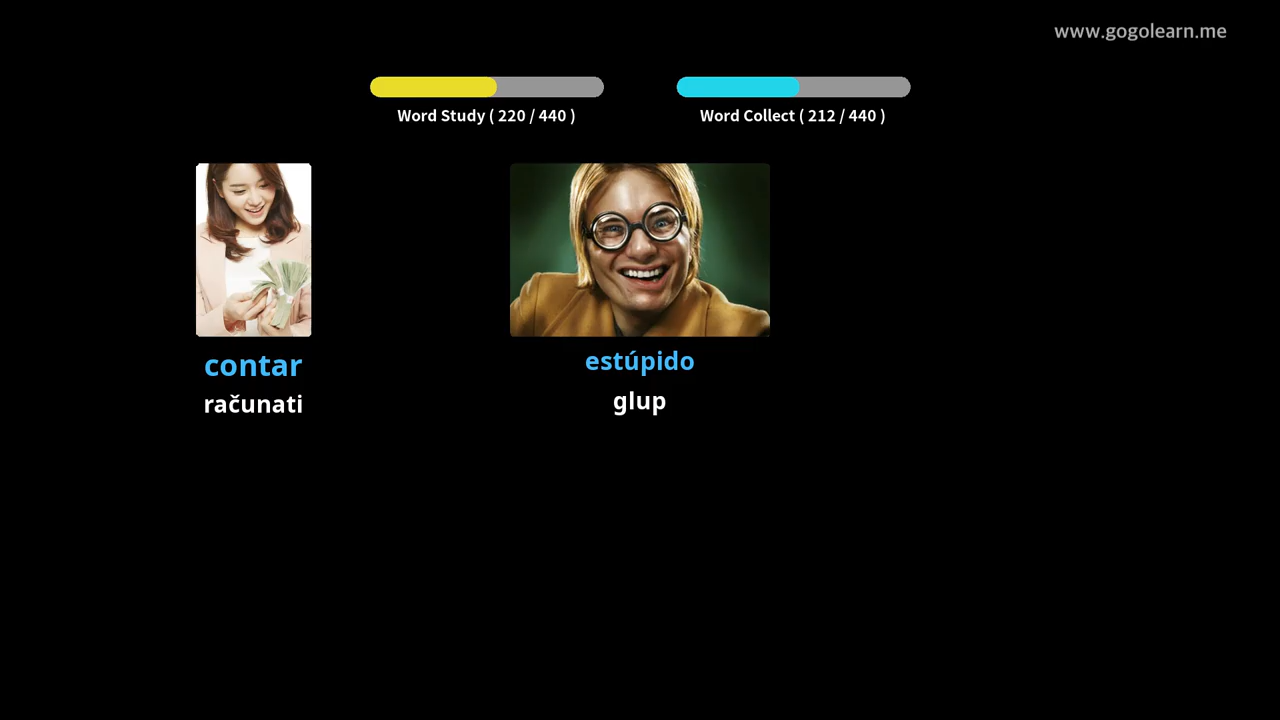 www.gogolearn.me
Word Study ( 220 / 440 )
Word Collect ( 212 / 440 )
contar
računati
estúpido
glup